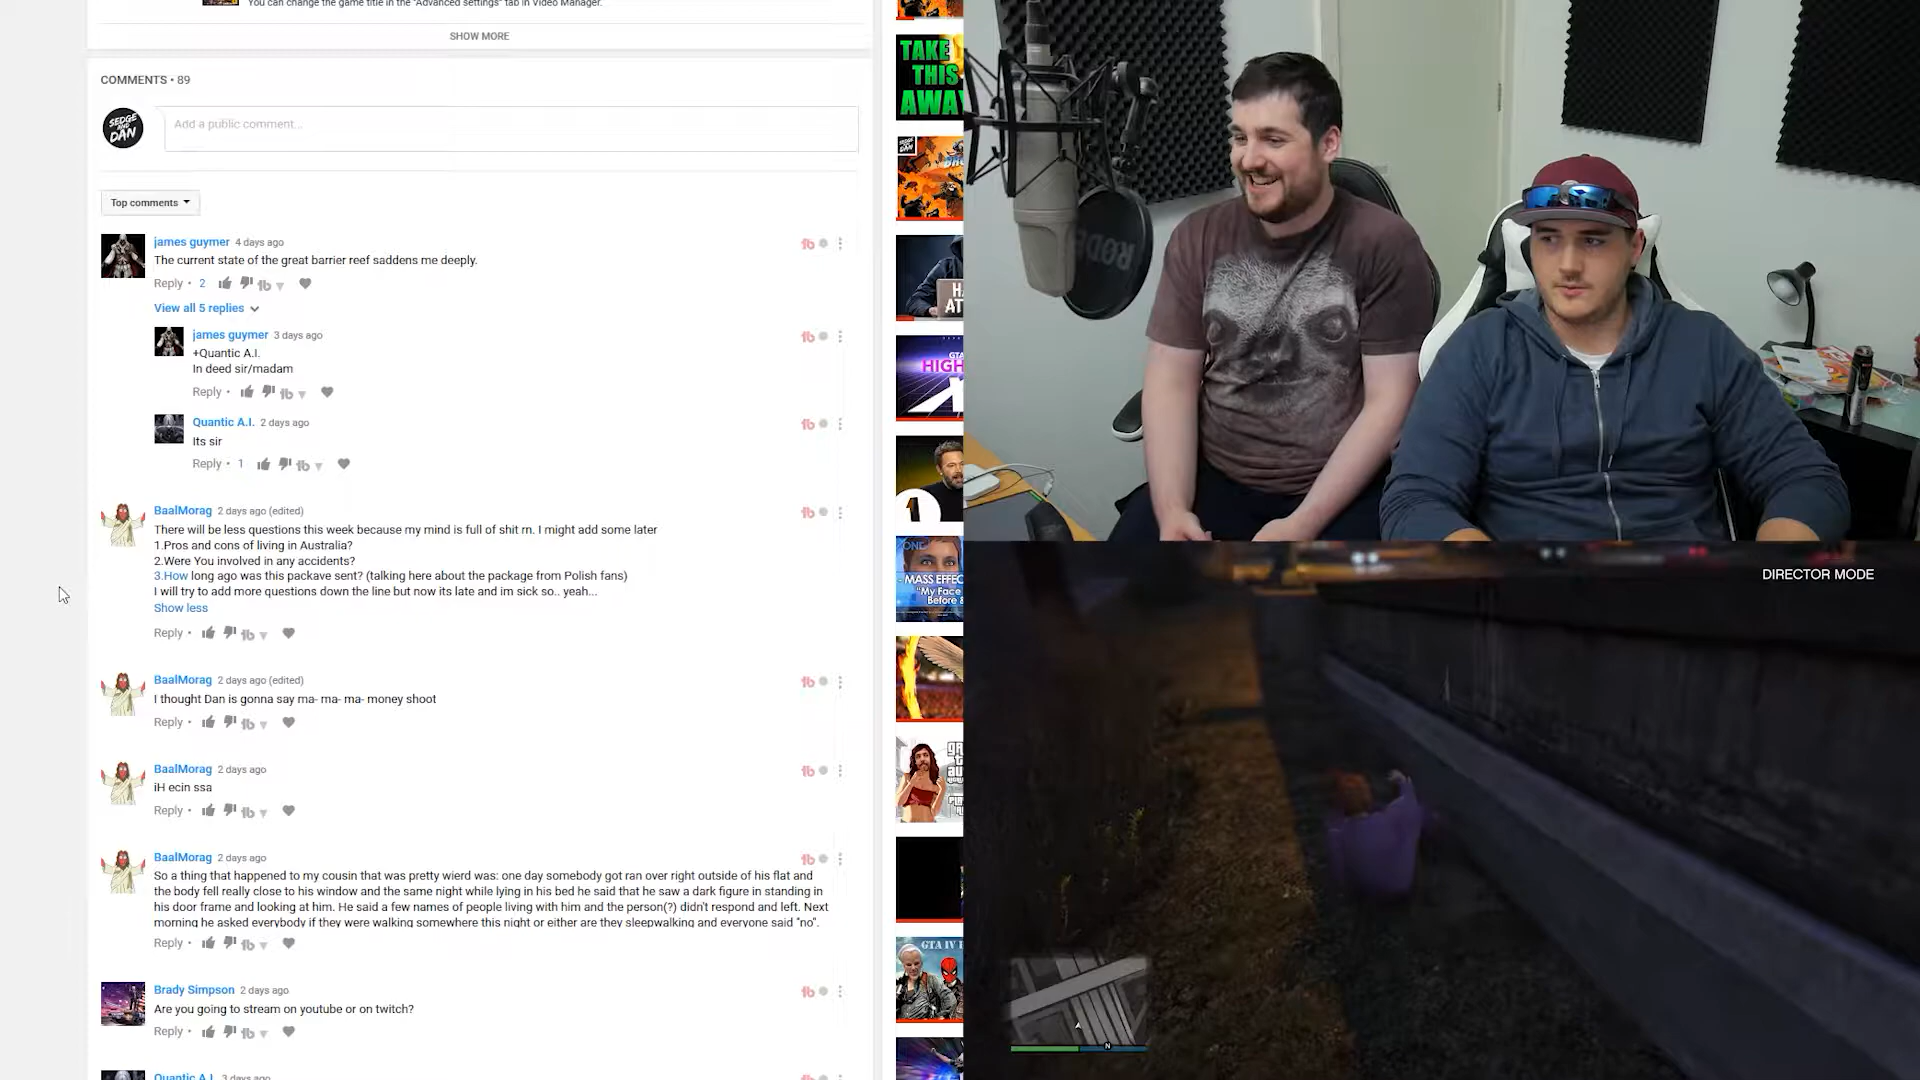 You can change the game title in the "Advanced settings" tab in Video Manager.
SHOW MORE
COMMENTS • 89
SEDGE
AND
DAN
Add a public comment...
Top comments
james guymer 4 days ago
The current state of the great barrier reef saddens me deeply.
Reply • 2
View all 5 replies
james guymer 3 days ago
+Quantic A.I.
In deed sir/madam
Reply •
Quantic A.I. 2 days ago
Its sir
Reply • 1
BaalMorag 2 days ago (edited)
There will be less questions this week because my mind is full of shit rn. I might add some later
1.Pros and cons of living in Australia?
2.Were You involved in any accidents?
3.How long ago was this packave sent? (talking here about the package from Polish fans)
I will try to add more questions down the line but now its late and im sick so.. yeah...
Show less
Reply •
BaalMorag 2 days ago (edited)
I thought Dan is gonna say ma- ma- ma- money shoot
Reply •
BaalMorag 2 days ago
iH ecin ssa
Reply •
BaalMorag 2 days ago
So a thing that happened to my cousin that was pretty wierd was: one day somebody got ran over right outside of his flat and
the body fell really close to his window and the same night while lying in his bed he said that he saw a dark figure in standing in
his door frame and looking at him. He said a few names of people living with him and the person(?) didn't respond and left. Next
morning he asked everybody if they were walking somewhere this night or either are they sleepwalking and everyone said "no".
Reply •
Brady Simpson 2 days ago
Are you going to stream on youtube or on twitch?
Reply •
Quantic A.I. 3 days ago
TAKE
THIS
AWA
HA
AT
GTA
HIGH
1
ONE
MASS EFFEC
"My Face
Before &
GTA IV
RODE
DIRECTOR MODE
N